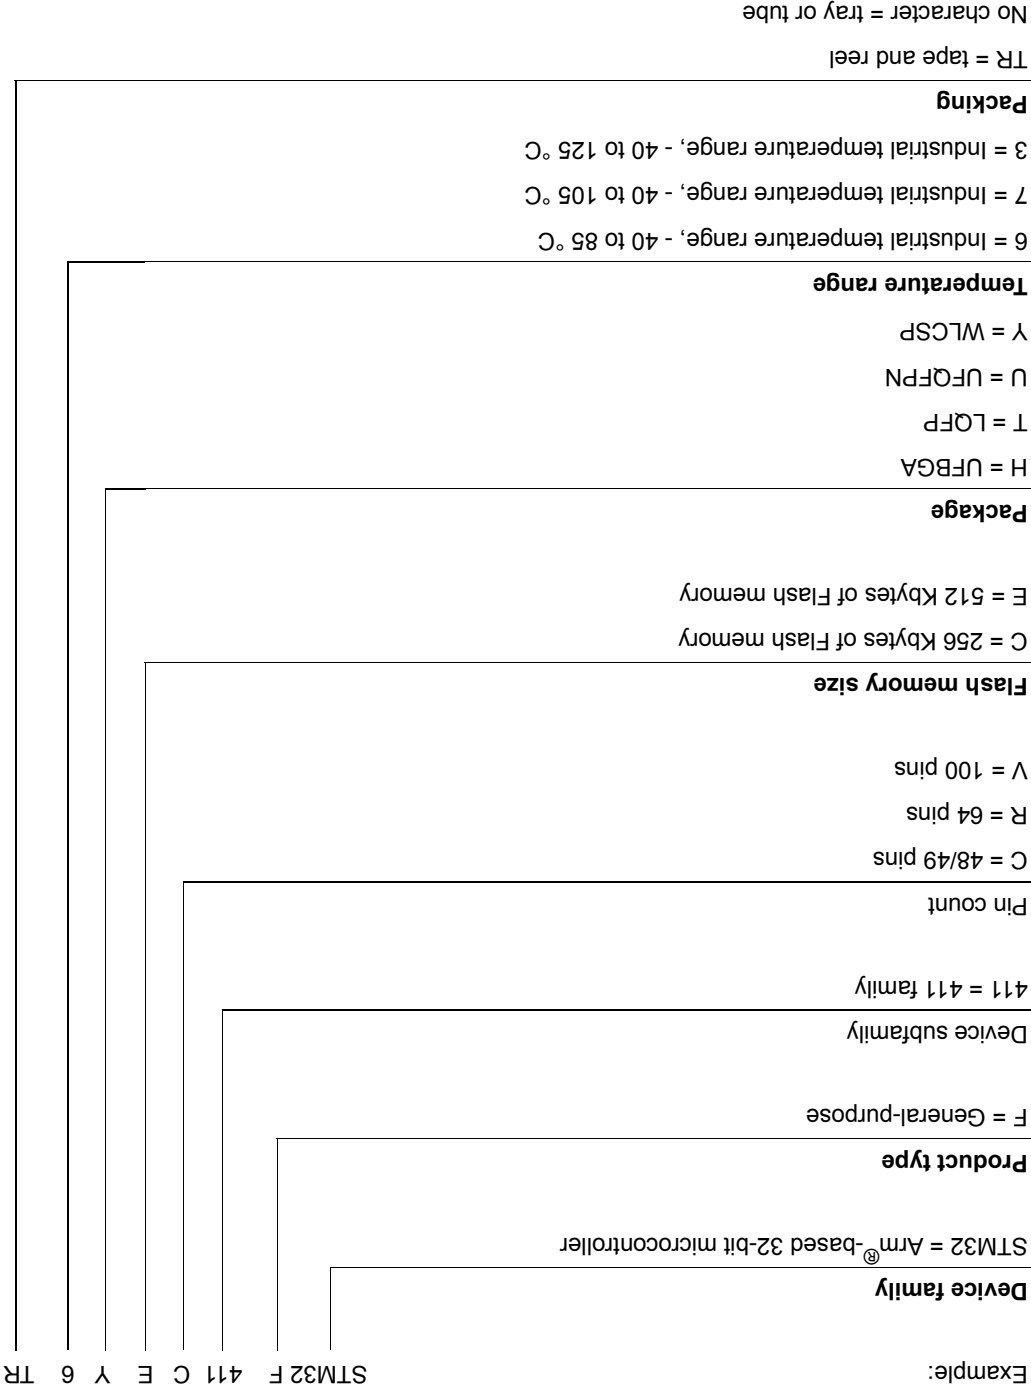 Example: STM32 F 411 C E Y 6 TR
Device family
STM32 = Arm®-based 32-bit microcontroller
Product type
F = General-purpose
Device subfamily
411 = 411 family
Pin count
C = 48/49 pins
R = 64 pins
V = 100 pins
Flash memory size
C = 256 Kbytes of Flash memory
E = 512 Kbytes of Flash memory
Package
H = UFBGA
T = LQFP
U = UFQFPN
Y = WLCSP
Temperature range
6 = Industrial temperature range, - 40 to 85 °C
7 = Industrial temperature range, - 40 to 105 °C
3 = Industrial temperature range, - 40 to 125 °C
Packing
TR = tape and reel
No character = tray or tube